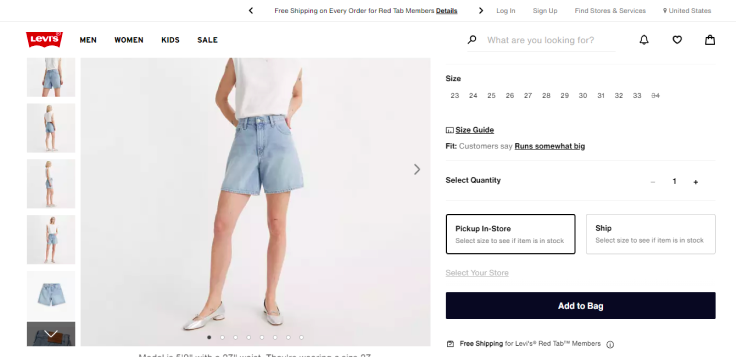 Free Shipping on Every Order for Red Tab Members Details
Log In
Sign Up
Find Stores & Services
United States
Levi's
MEN
WOMEN
KIDS
SALE
What are you looking for?
Size
23 24 25 26 27 28 29 30 31 32 33 34
Size Guide
Fit: Customers say Runs somewhat big
Select Quantity
– 1 +
Pickup In-Store
Select size to see if item is in stock
Ship
Select size to see if item is in stock
Select Your Store
Add to Bag
Free Shipping for Levi's® Red Tab™ Members